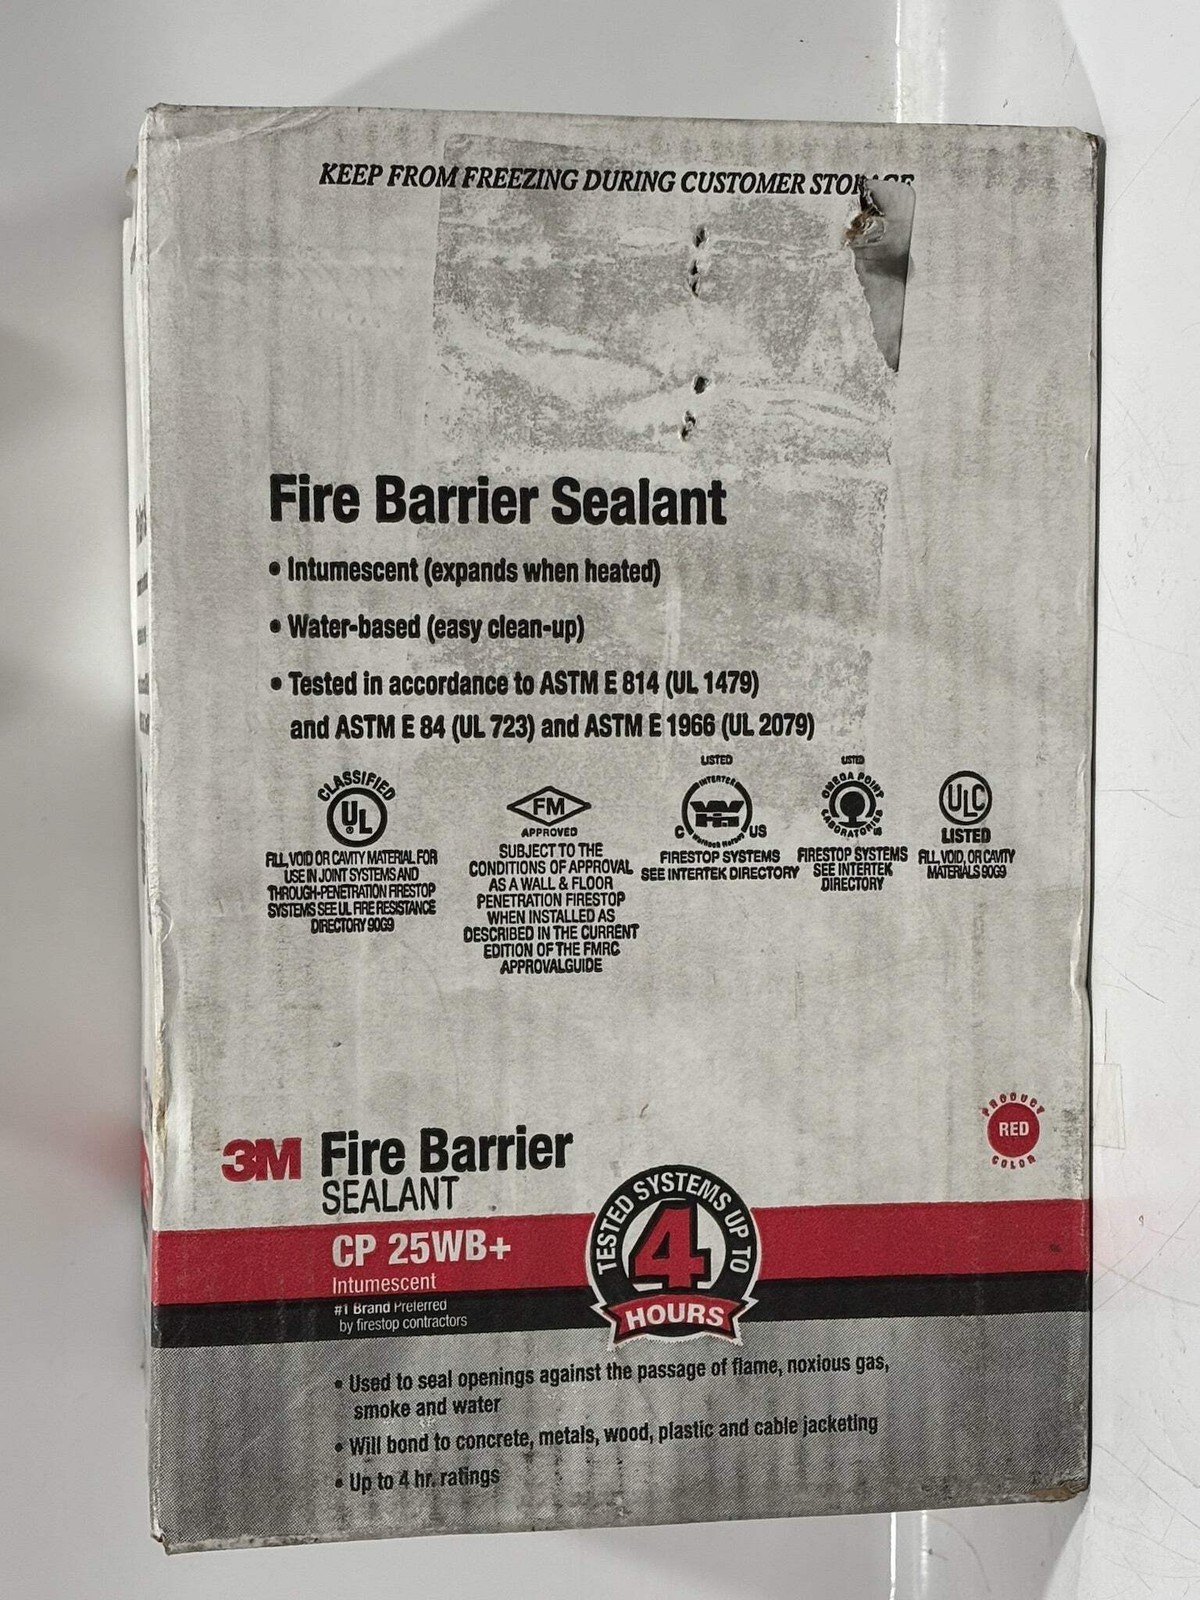 KEEP FROM FREEZING DURING CUSTOMER
Fire Barrier Sealant
• Intumescent (expands when heated)
• Water-based (easy clean-up)
• Tested in accordance to ASTM E 814 (UL 1479)
and ASTM E 84 (UL 723) and ASTM E 1966 (UL 2079)
CLASSIFIED
UL
FILL, VOID OR CAVITY MATERIAL FOR
USE IN JOINT SYSTEMS AND
THROUGH-PENETRATION FIRESTOP
SYSTEMS SEE UL FIRE RESISTANCE
DIRECTORY 90G9
FM
APPROVED
SUBJECT TO THE
CONDITIONS OF APPROVAL
AS A WALL & FLOOR
PENETRATION FIRESTOP
WHEN INSTALLED AS
DESCRIBED IN THE CURRENT
EDITION OF THE FMRC
APPROVALGUIDE
LISTED
INTERTEK
WH
C US
Warnock Hersey
FIRESTOP SYSTEMS
SEE INTERTEK DIRECTORY
LISTED
OMEGA POINT
LABORATORIES
US
FIRESTOP SYSTEMS
SEE INTERTEK
DIRECTORY
ULC
LISTED
FILL, VOID, OR CAVITY
MATERIALS 90G9
PRODUCT
RED
COLOR
3M Fire Barrier
SEALANT
CP 25WB+
Intumescent
#1 Brand Preferred
by firestop contractors
TESTED SYSTEMS UP TO
4
HOURS
• Used to seal openings against the passage of flame, noxious gas,
smoke and water
• Will bond to concrete, metals, wood, plastic and cable jacketing
• Up to 4 hr. ratings